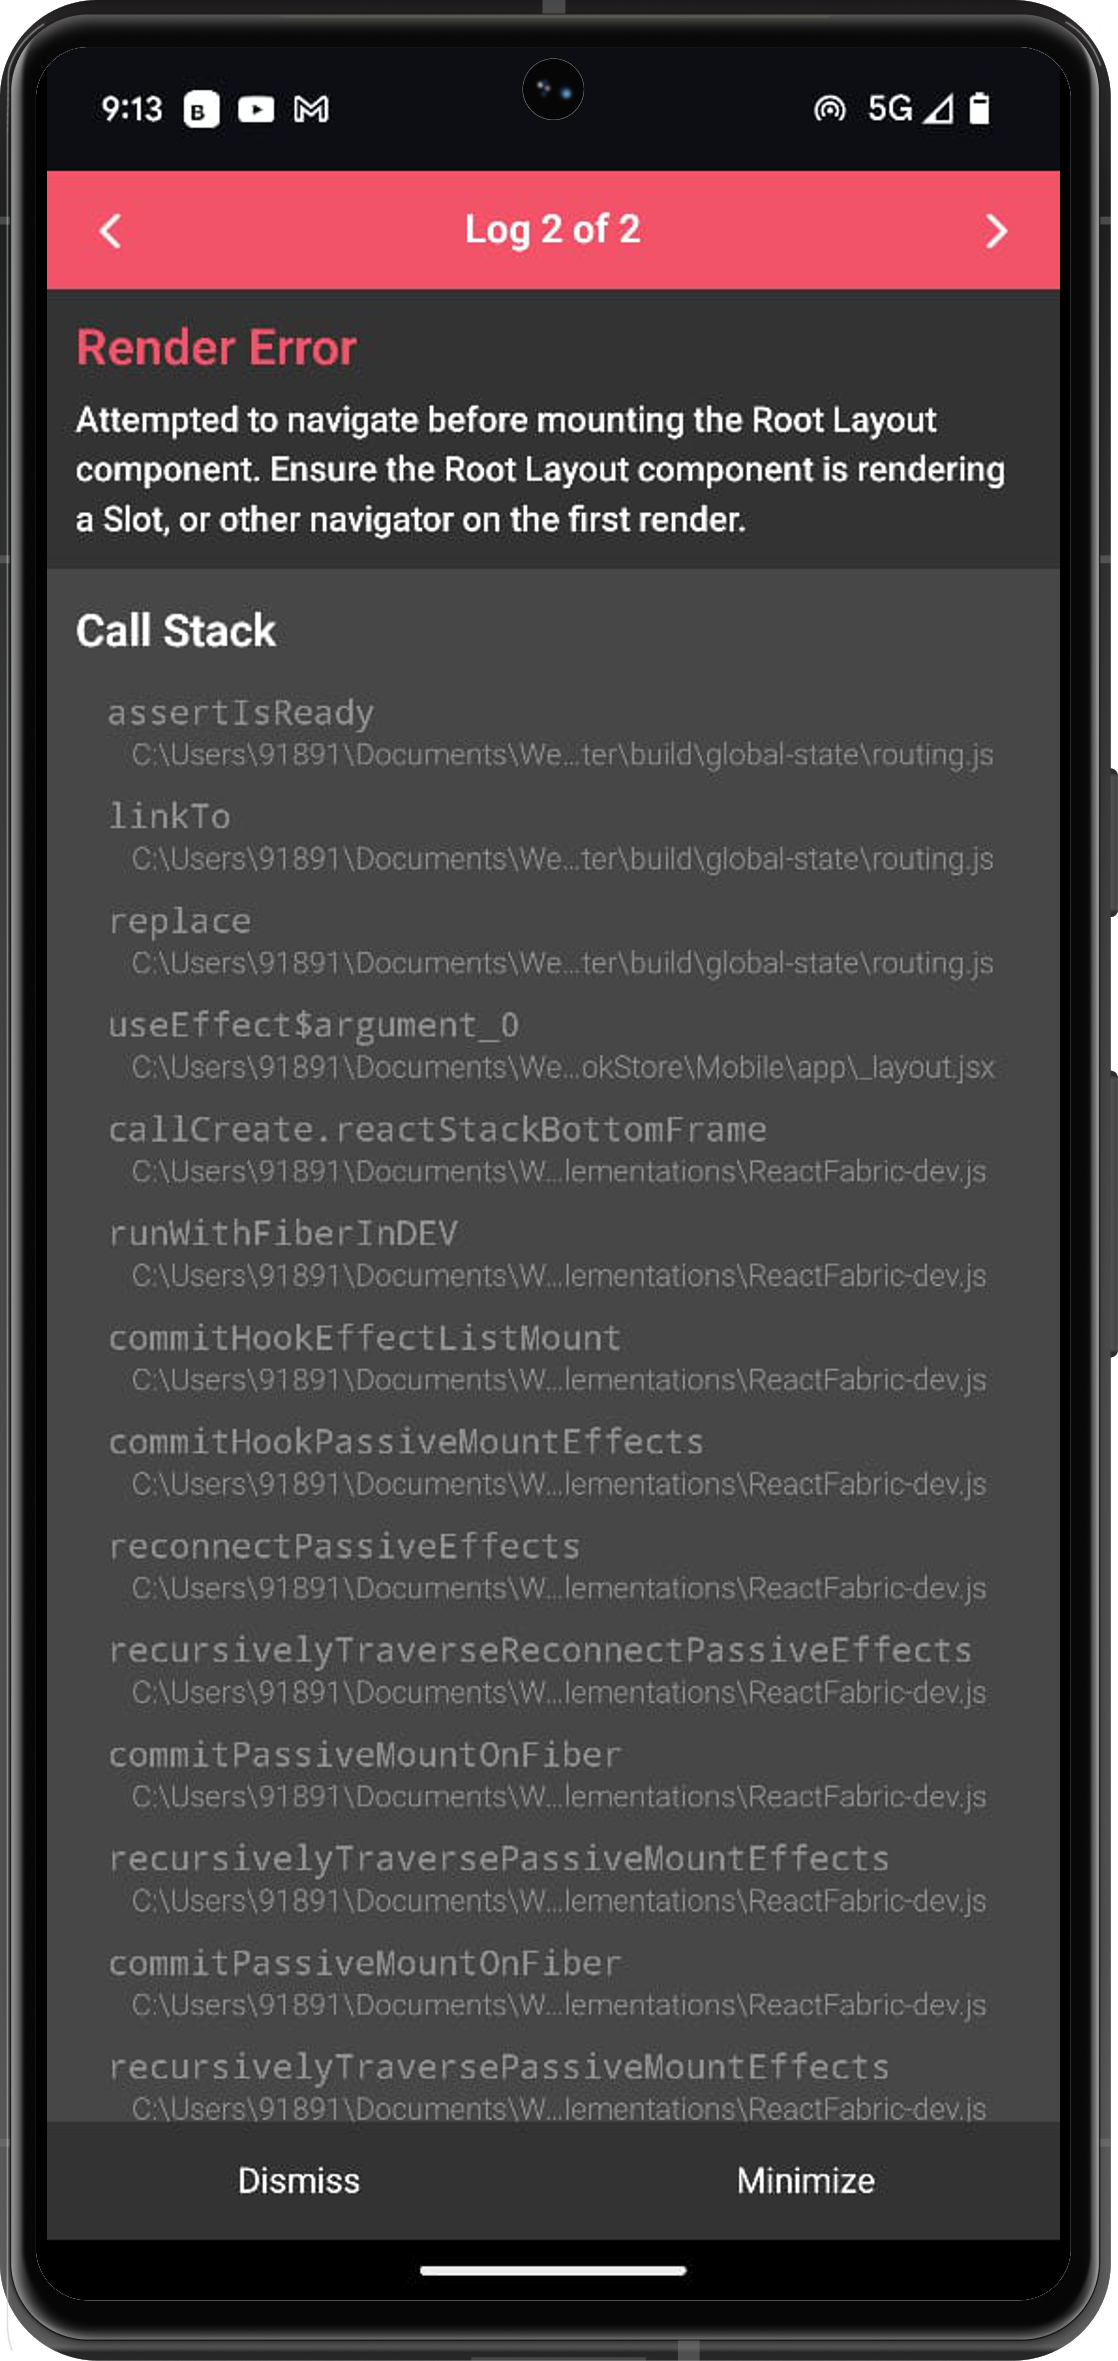 9:13 B 5G
Log 2 of 2
Render Error
Attempted to navigate before mounting the Root Layout
component. Ensure the Root Layout component is rendering
a Slot, or other navigator on the first render.
Call Stack
assertIsReady
C:\Users\91891\Documents\We...ter\build\global-state\routing.js
linkTo
C:\Users\91891\Documents\We...ter\build\global-state\routing.js
replace
C:\Users\91891\Documents\We...ter\build\global-state\routing.js
useEffect$argument_0
C:\Users\91891\Documents\We...okStore\Mobile\app\_layout.jsx
callCreate.reactStackBottomFrame
C:\Users\91891\Documents\W...lementations\ReactFabric-dev.js
runWithFiberInDEV
C:\Users\91891\Documents\W...lementations\ReactFabric-dev.js
commitHookEffectListMount
C:\Users\91891\Documents\W...lementations\ReactFabric-dev.js
commitHookPassiveMountEffects
C:\Users\91891\Documents\W...lementations\ReactFabric-dev.js
reconnectPassiveEffects
C:\Users\91891\Documents\W...lementations\ReactFabric-dev.js
recursivelyTraverseReconnectPassiveEffects
C:\Users\91891\Documents\W...lementations\ReactFabric-dev.js
commitPassiveMountOnFiber
C:\Users\91891\Documents\W...lementations\ReactFabric-dev.js
recursivelyTraversePassiveMountEffects
C:\Users\91891\Documents\W...lementations\ReactFabric-dev.js
commitPassiveMountOnFiber
C:\Users\91891\Documents\W...lementations\ReactFabric-dev.js
recursivelyTraversePassiveMountEffects
C:\Users\91891\Documents\W...lementations\ReactFabric-dev.js
Dismiss Minimize